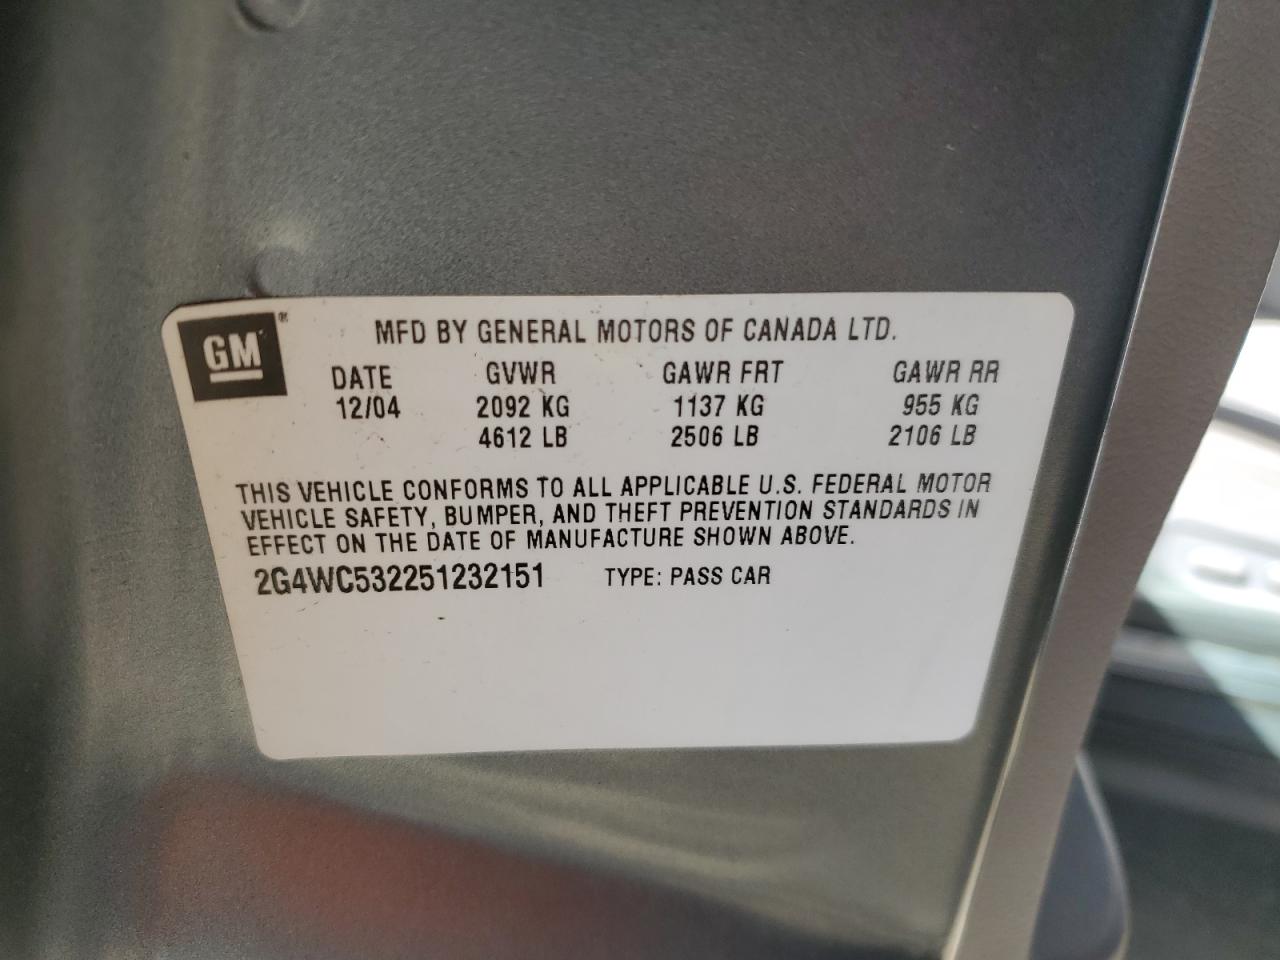 GM ®
MFD BY GENERAL MOTORS OF CANADA LTD.
DATE GVWR GAWR FRT GAWR RR
12/04 2092 KG 1137 KG 955 KG
4612 LB 2506 LB 2106 LB
THIS VEHICLE CONFORMS TO ALL APPLICABLE U.S. FEDERAL MOTOR
VEHICLE SAFETY, BUMPER, AND THEFT PREVENTION STANDARDS IN
EFFECT ON THE DATE OF MANUFACTURE SHOWN ABOVE.
2G4WC532251232151 TYPE: PASS CAR